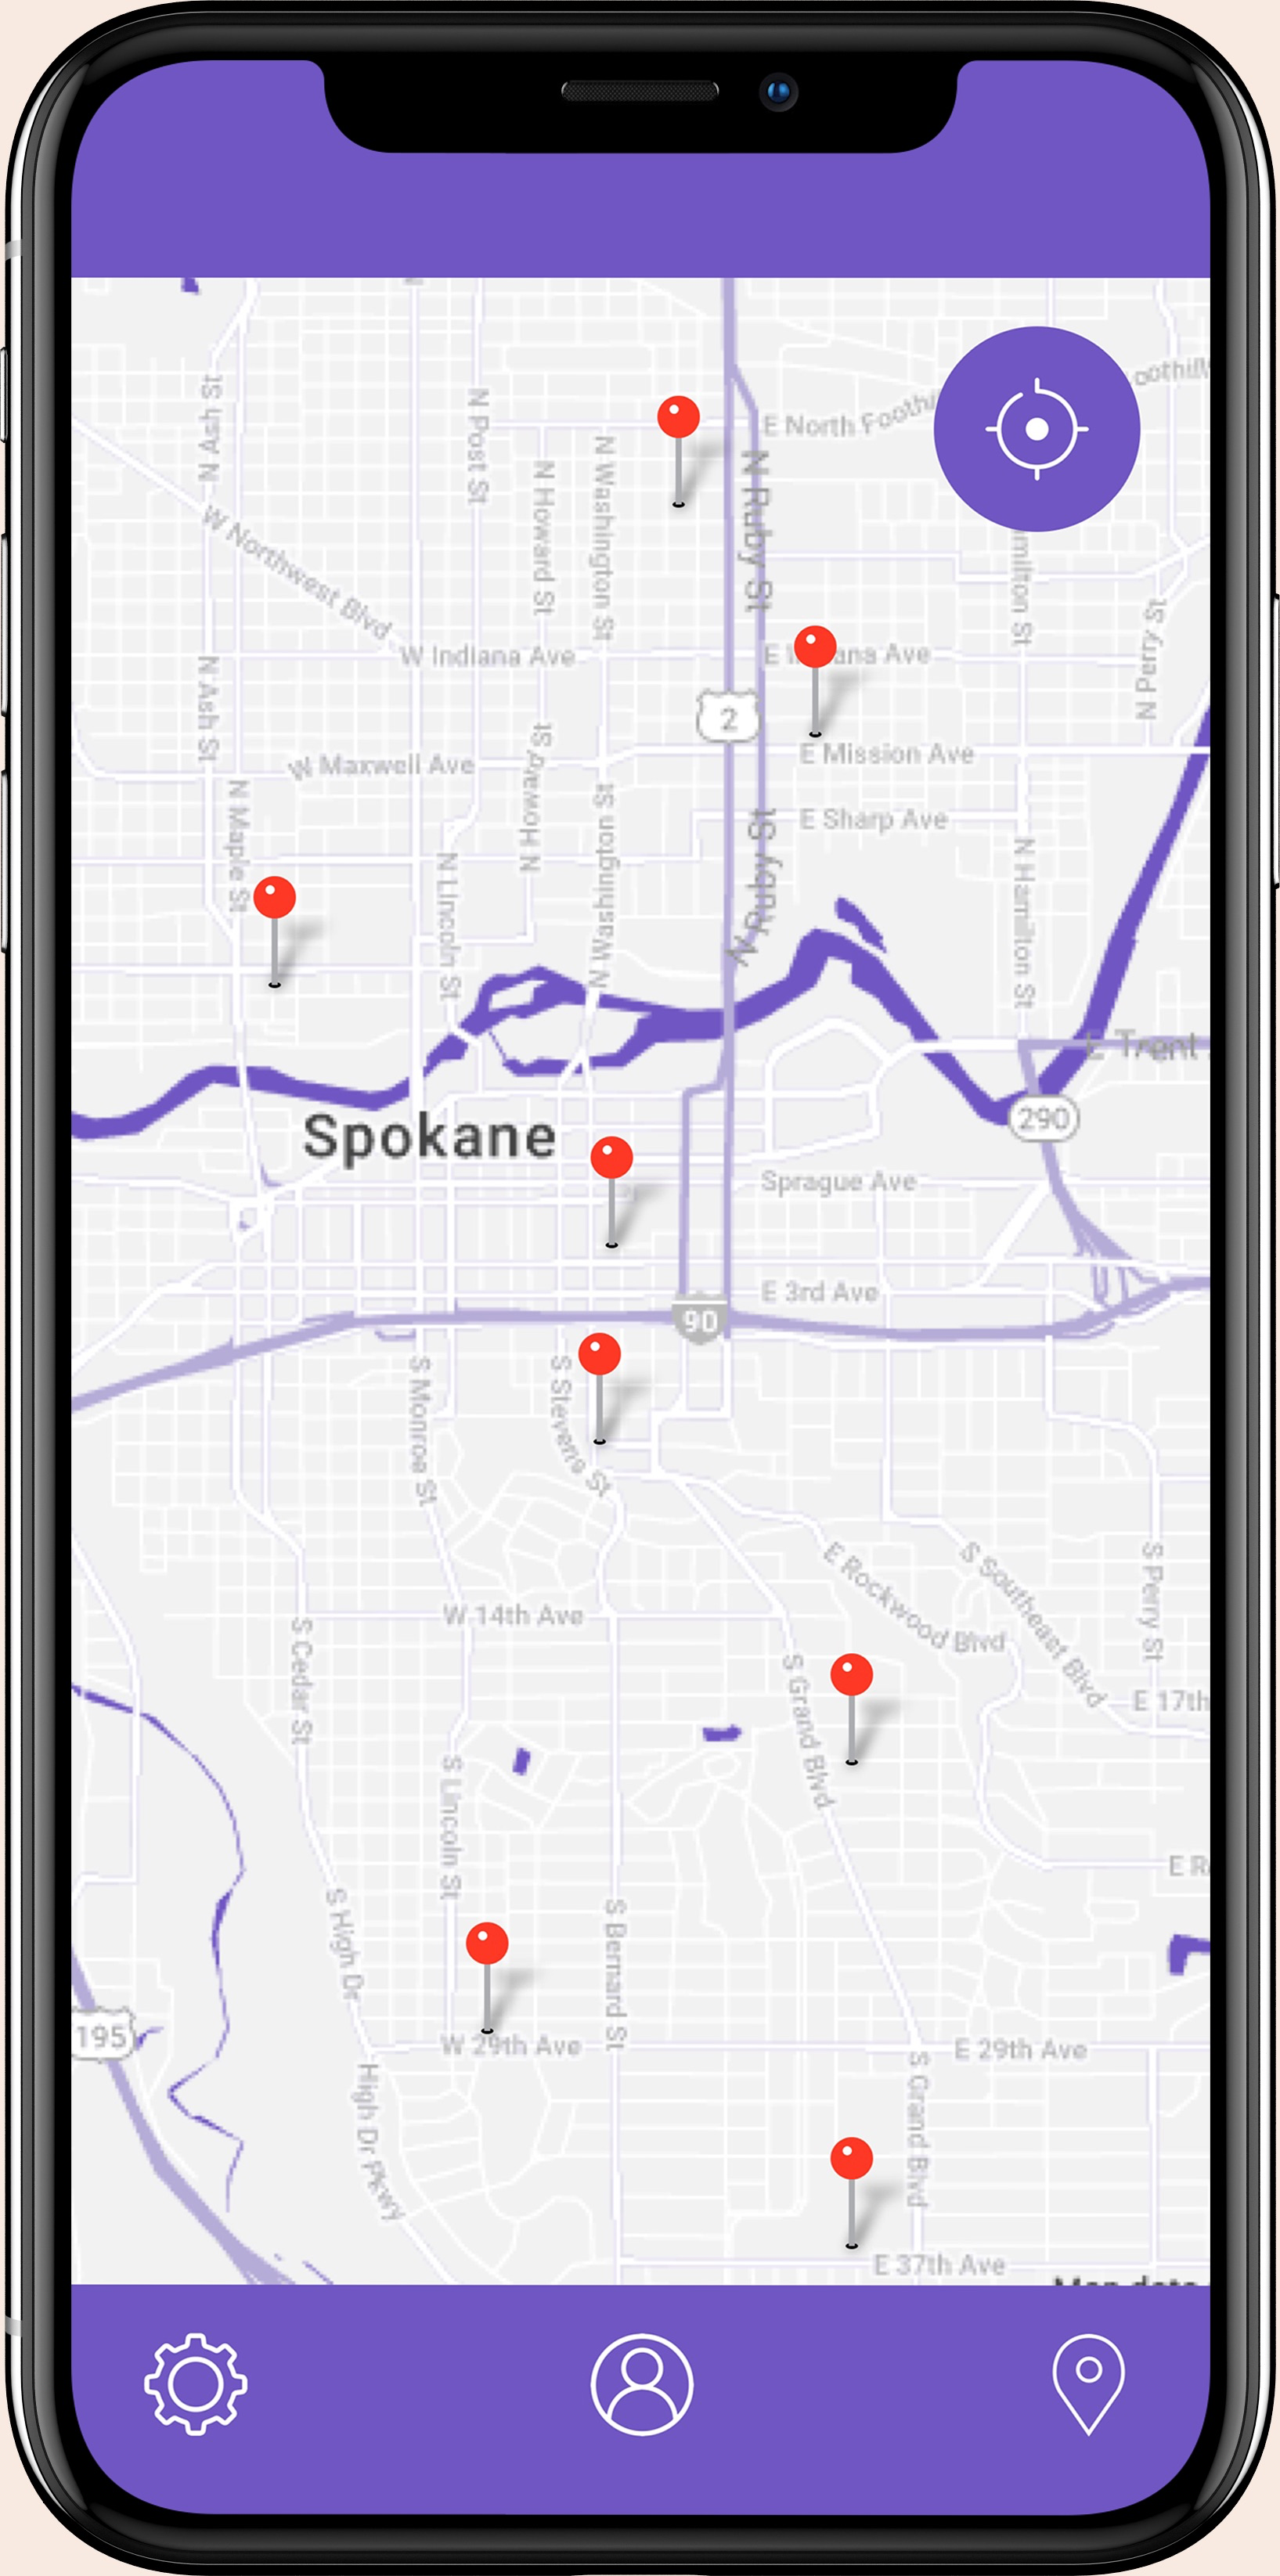 N Ash St
N Post St
E North Foothi
oothill
N Washington St
N Howard St
N Ruby St
W Northwest Blvd
milton St
N Perry St
W Indiana Ave
E In ana Ave
N Ash St
2
E Mission Ave
W Maxwell Ave
N Howard St
N Maple St
N Washington St
E Sharp Ave
N Ruby St
N Lincoln St
N Hamilton St
E Trent
290
Spokane
Sprague Ave
E 3rd Ave
90
S Monroe St
S Stevens St
E Rockwood Blvd
S Southeast Blvd
S Perry St
W 14th Ave
S Cedar St
S Grand Blvd
E 17th
S Lincoln St
E R
S High Dr
S Bernard St
195
W 29th Ave
E 29th Ave
High Dr Pkwy
S Grand Blvd
E 37th Ave